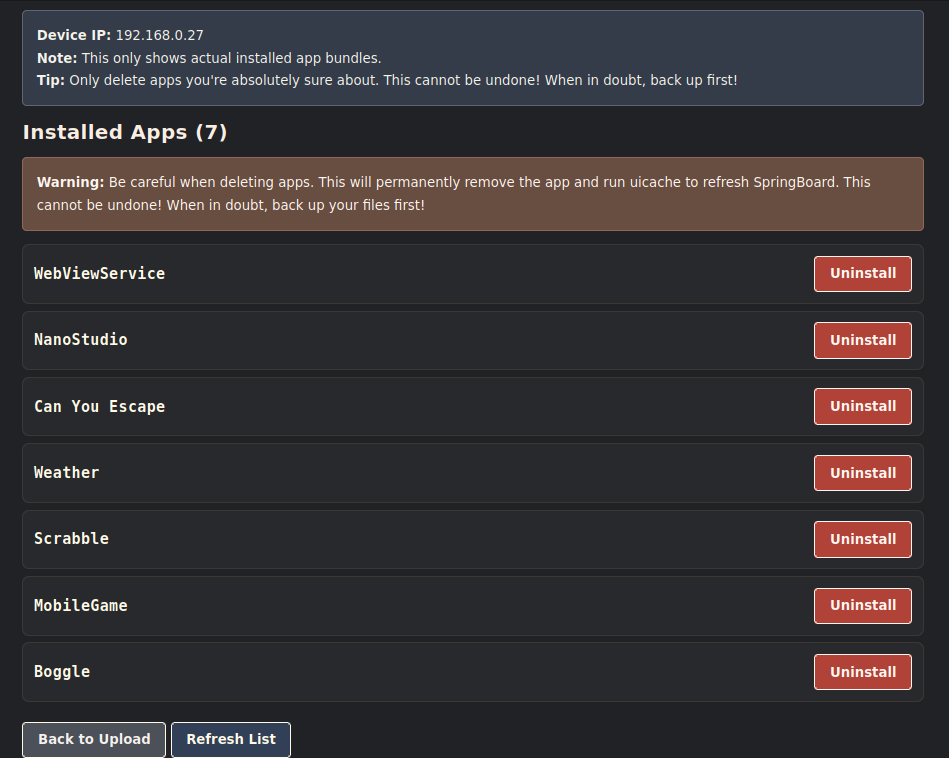 Device IP: 192.168.0.27
Note: This only shows actual installed app bundles.
Tip: Only delete apps you're absolutely sure about. This cannot be undone! When in doubt, back up first!
Installed Apps (7)
Warning: Be careful when deleting apps. This will permanently remove the app and run uicache to refresh SpringBoard. This
cannot be undone! When in doubt, back up your files first!
WebViewService Uninstall
NanoStudio Uninstall
Can You Escape Uninstall
Weather Uninstall
Scrabble Uninstall
MobileGame Uninstall
Boggle Uninstall
Back to Upload Refresh List